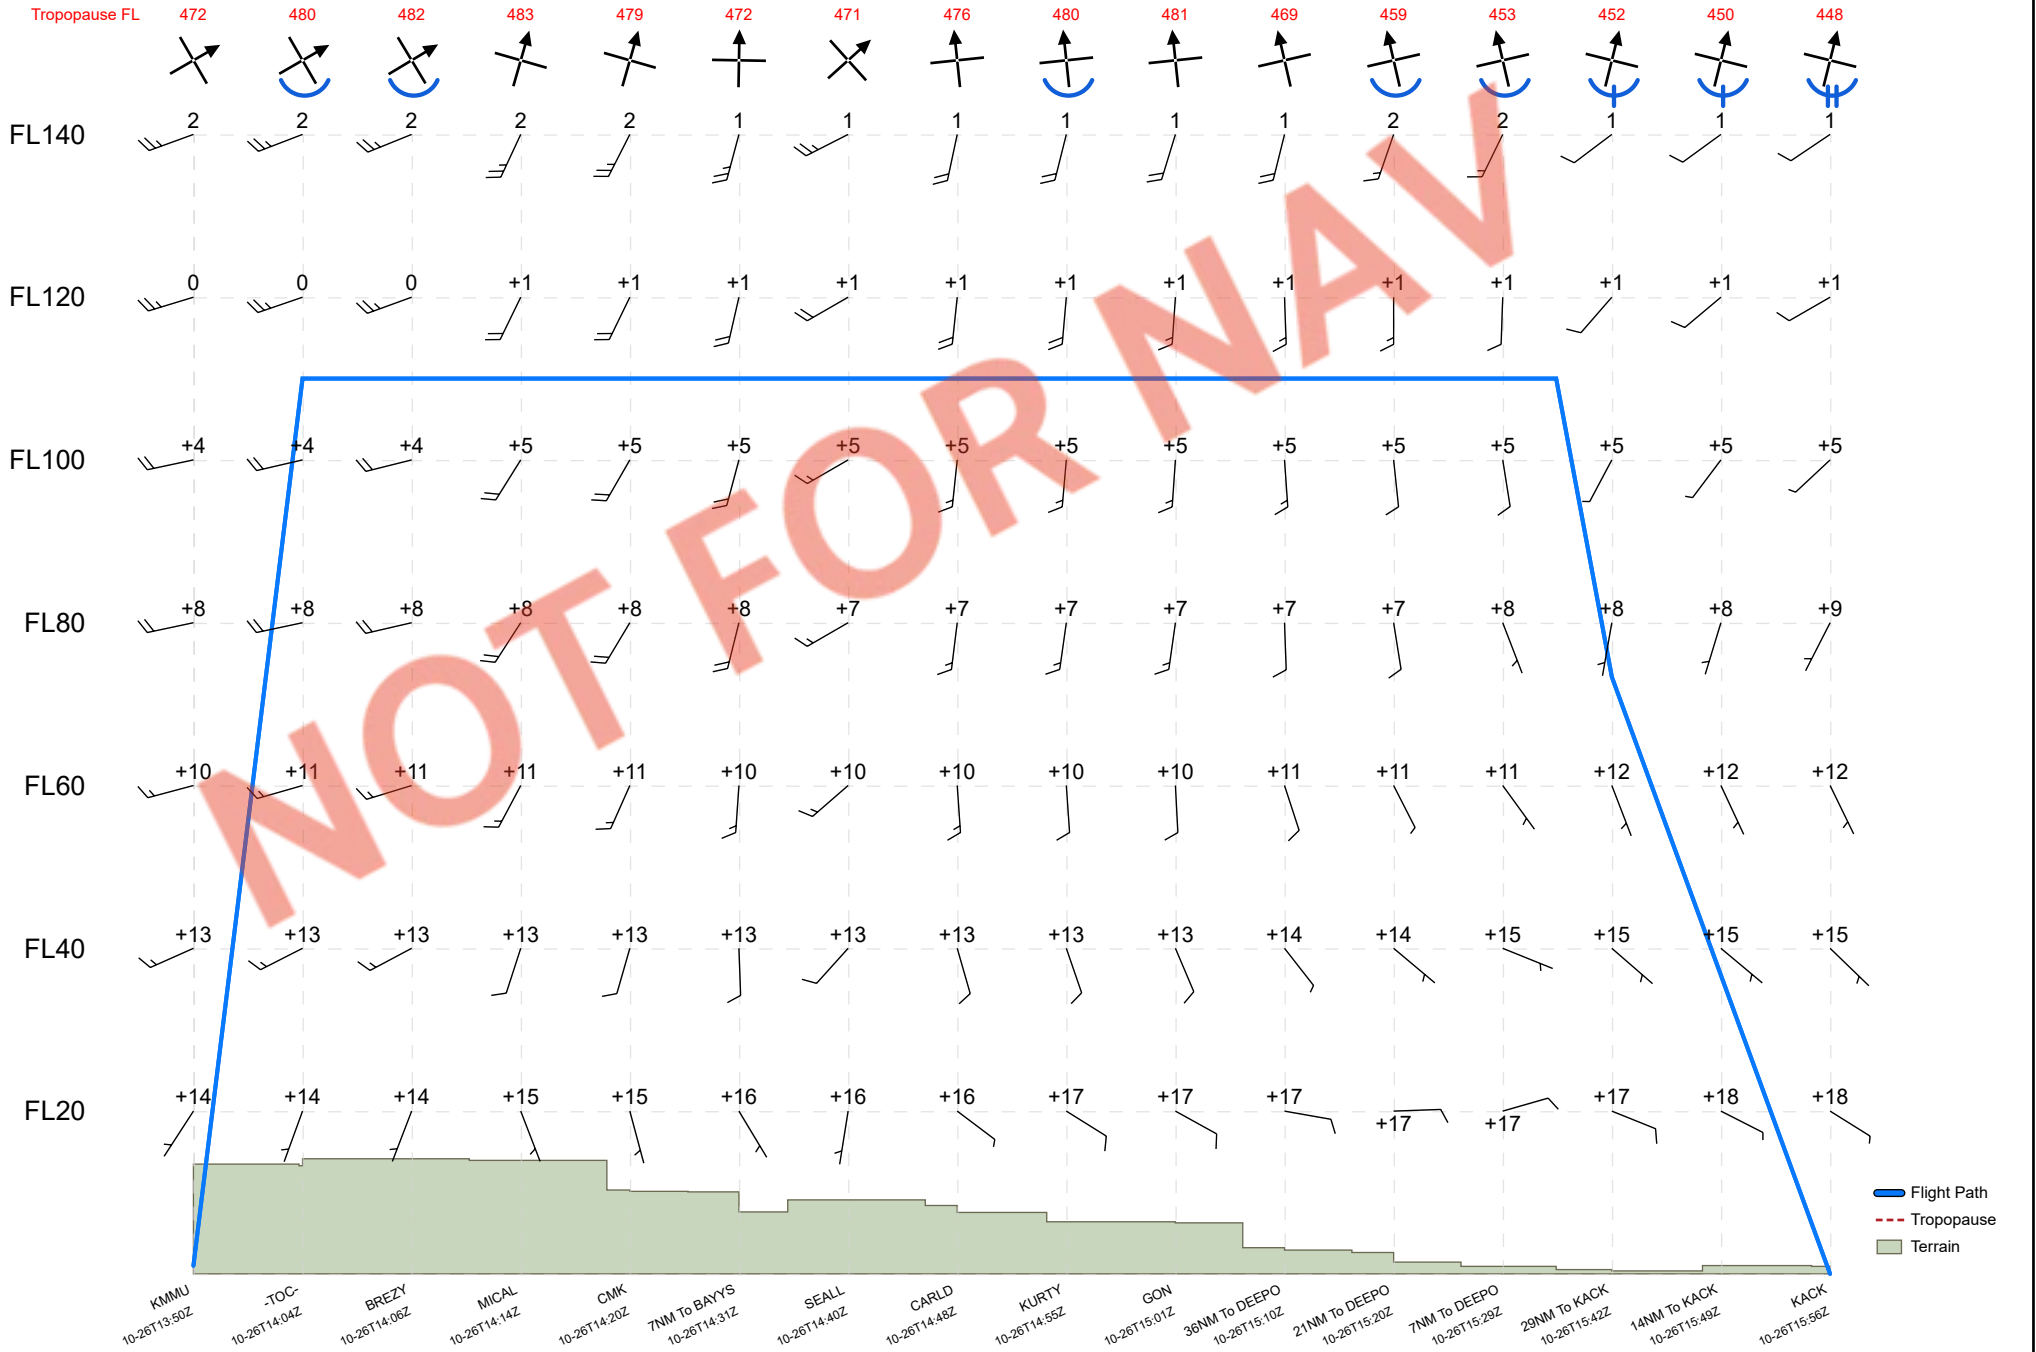 Tropopause FL 472 480 482 483 479 472 471 476 480 481 469 459 453 452 450 448
FL140 2 2 2 2 2 1 1 1 1 1 1 2 2 1 1 1
FL120 0 0 0 +1 +1 +1 +1 +1 +1 +1 +1 +1 +1 +1 +1 +1
FL100 +4 +4 +4 +5 +5 +5 +5 +5 +5 +5 +5 +5 +5 +5 +5 +5
FL80 +8 +8 +8 +8 +8 +8 +7 +7 +7 +7 +7 +7 +8 +8 +8 +9
FL60 +10 +11 +11 +11 +11 +10 +10 +10 +10 +10 +11 +11 +11 +12 +12 +12
FL40 +13 +13 +13 +13 +13 +13 +13 +13 +13 +13 +14 +14 +15 +15 +15 +15
FL20 +14 +14 +14 +15 +15 +16 +16 +16 +17 +17 +17 +17 +17 +17 +18 +18
NOT FOR NAV
Flight Path
Tropopause
Terrain
KMMU
10-26T13:50Z
-TOC-
10-26T14:04Z
BREZY
10-26T14:06Z
MICAL
10-26T14:14Z
CMK
10-26T14:20Z
7NM To BAYYS
10-26T14:31Z
SEALL
10-26T14:40Z
CARLD
10-26T14:48Z
KURTY
10-26T14:55Z
GON
10-26T15:01Z
36NM To DEEPO
10-26T15:10Z
21NM To DEEPO
10-26T15:20Z
7NM To DEEPO
10-26T15:29Z
29NM To KACK
10-26T15:42Z
14NM To KACK
10-26T15:49Z
KACK
10-26T15:56Z